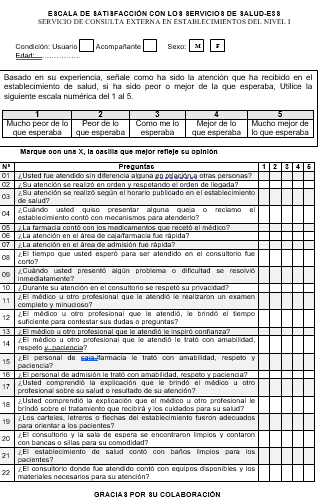 ESCALA DE SATISFACCIÓN CON LOS SERVICIOS DE SALUD-ESS
SERVICIO DE CONSULTA EXTERNA EN ESTABLECIMIENTOS DEL NIVEL I
Condición: Usuario Acompañante Sexo: M F
Edad:
Basado en su experiencia, señale como ha sido la atención que ha recibido en el
establecimiento de salud, si ha sido peor o mejor de la que esperaba, Utilice la
siguiente escala numérica del 1 al 5.
1 2 3 4 5
Mucho peor de lo que esperaba Peor de lo que esperaba Como me lo esperaba Mejor de lo que esperaba Mucho mejor de lo que esperaba
Marque con una X, la casilla que mejor refleje su opinión
Nº Preguntas 1 2 3 4 5
01 ¿Usted fue atendido sin diferencia alguna en relación a otras personas?
02 ¿Su atención se realizó en orden y respetando el orden de llegada?
03 ¿Su atención se realizó según el horario publicado en el establecimiento
de salud?
04 ¿Cuándo usted quiso presentar alguna queja o reclamo el
establecimiento contó con mecanismos para atenderlo?
05 ¿La farmacia contó con los medicamentos que recetó el médico?
06 ¿La atención en el área de caja/farmacia fue rápida?
07 ¿La atención en el área de admisión fue rápida?
08 ¿El tiempo que usted esperó para ser atendido en el consultorio fue
corto?
09 ¿Cuándo usted presentó algún problema o dificultad se resolvió
inmediatamente?
10 ¿Durante su atención en el consultorio se respetó su privacidad?
11 ¿El médico u otro profesional que le atendió le realizaron un examen
completo y minucioso?
12 ¿El médico u otro profesional que le atendió, le brindó el tiempo
suficiente para contestar sus dudas o preguntas?
13 ¿El médico u otro profesional que le atendió le inspiró confianza?
14 ¿El médico u otro profesional que le atendió le trató con amabilidad,
respeto y paciencia?
15 ¿El personal de caja/farmacia le trató con amabilidad, respeto y
paciencia?
16 ¿El personal de admisión le trató con amabilidad, respeto y paciencia?
17 ¿Usted comprendió la explicación que le brindó el médico u otro
profesional sobre su salud o resultado de su atención?
18 ¿Usted comprendió la explicación que el médico u otro profesional le
brindó sobre el tratamiento que recibirá y los cuidados para su salud?
19 ¿Los carteles, letreros o flechas del establecimiento fueron adecuados
para orientar a los pacientes?
20 ¿El consultorio y la sala de espera se encontraron limpios y contaron
con bancas o sillas para su comodidad?
21 ¿El establecimiento de salud contó con baños limpios para los
pacientes?
22 ¿El consultorio donde fue atendido contó con equipos disponibles y los
materiales necesarios para su atención?
GRACIAS POR SU COLABORACIÓN